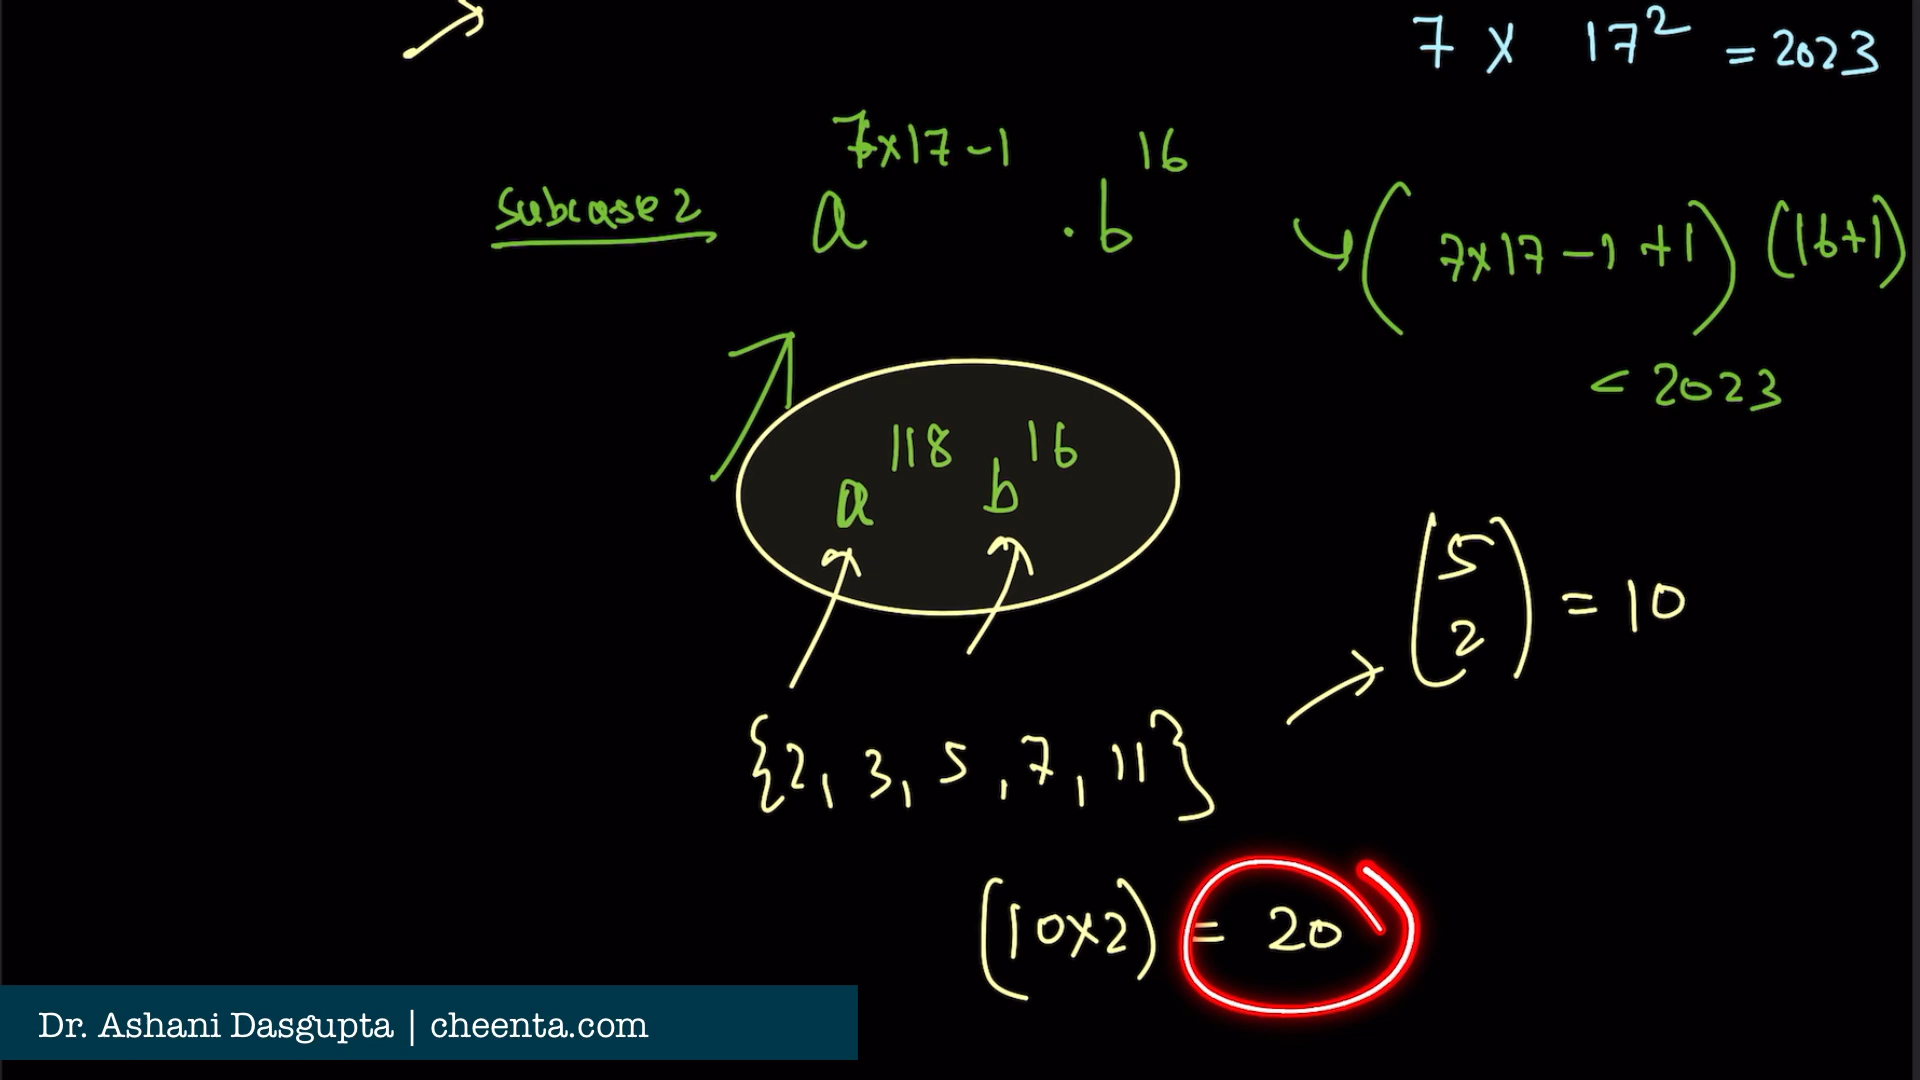 7 × 17² = 2023
Subcase 2 a^(7×17-1) · b^16
(7×17-1+1) (16+1)
< 2023
a^118 b^16
(5 2) = 10
{2, 3, 5, 7, 11}
(10×2) = 20
Dr. Ashani Dasgupta | cheenta.com